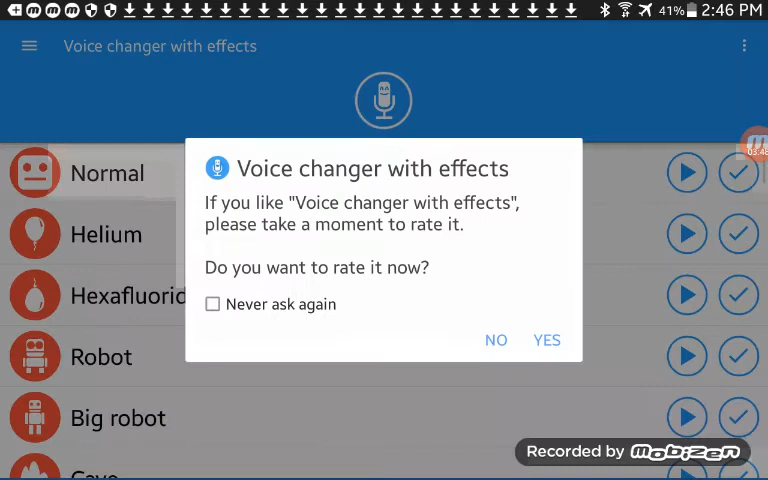 41% 2:46 PM
Voice changer with effects
03:48
Voice changer with effects
If you like "Voice changer with effects",
please take a moment to rate it.
Do you want to rate it now?
Never ask again
NO YES
Normal
Helium
Hexafluorid
Robot
Big robot
Recorded by Mobizen